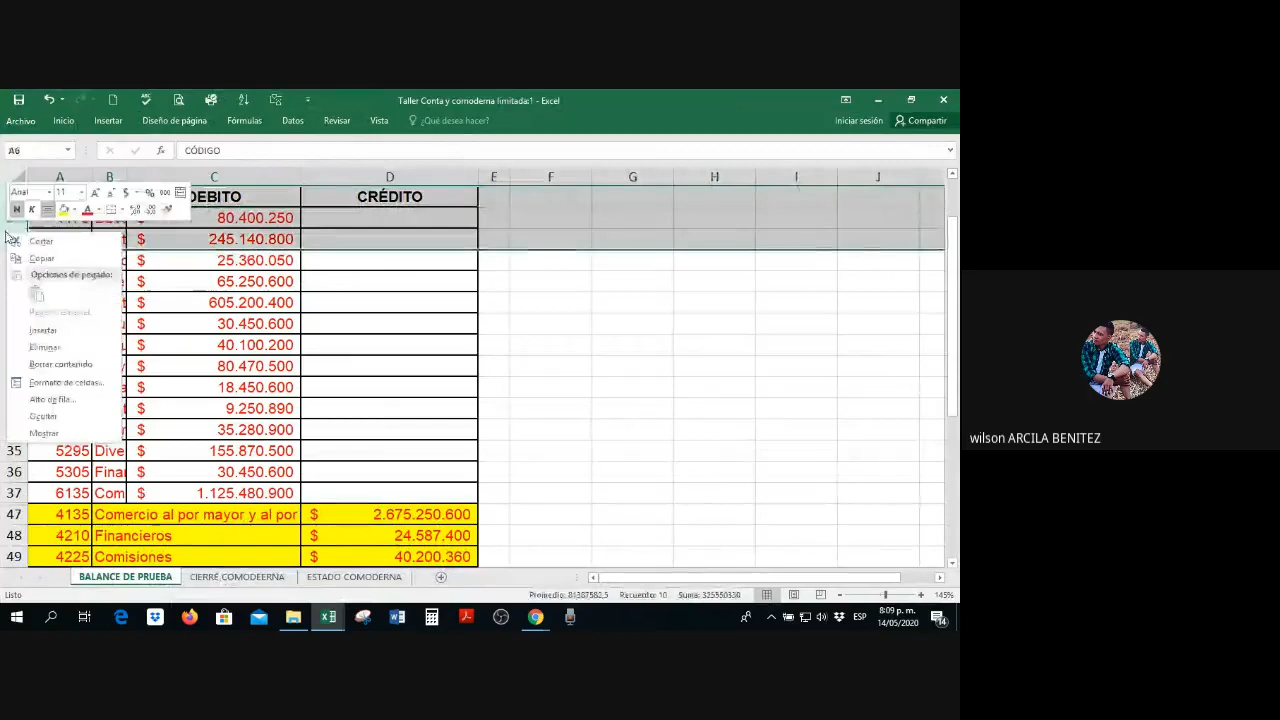 Taller Conta y comoderna limitada:1 - Excel
Archivo Inicio Insertar Diseño de página Fórmulas Datos Revisar Vista ¿Qué desea hacer? Iniciar sesión Compartir
A6 fx CÓDIGO
A B C D E F G H I J
Arial 11 A A $ % 000
N K A
DEBITO CRÉDITO
$ 80.400.250
$ 245.140.800
$ 25.360.050
$ 65.250.600
$ 605.200.400
$ 30.450.600
$ 40.100.200
$ 80.470.500
$ 18.450.600
$ 9.250.890
$ 35.280.900
Cortar
Copiar
Opciones de pegado:
Insertar
Eliminar
Borrar contenido
Formato de celdas...
Alto de fila...
Ocultar
Mostrar
35 5295 Dive $ 155.870.500
36 5305 Finan $ 30.450.600
37 6135 Com $ 1.125.480.900
47 4135 Comercio al por mayor y al por $ 2.675.250.600
48 4210 Financieros $ 24.587.400
49 4225 Comisiones $ 40.200.360
BALANCE DE PRUEBA CIERRE COMODEERNA ESTADO COMODERNA
Listo Promedio: 81387582,5 Recuento: 10 Suma: 325550330 145%
ESP 8:09 p. m.
14/05/2020 14
wilson ARCILA BENITEZ